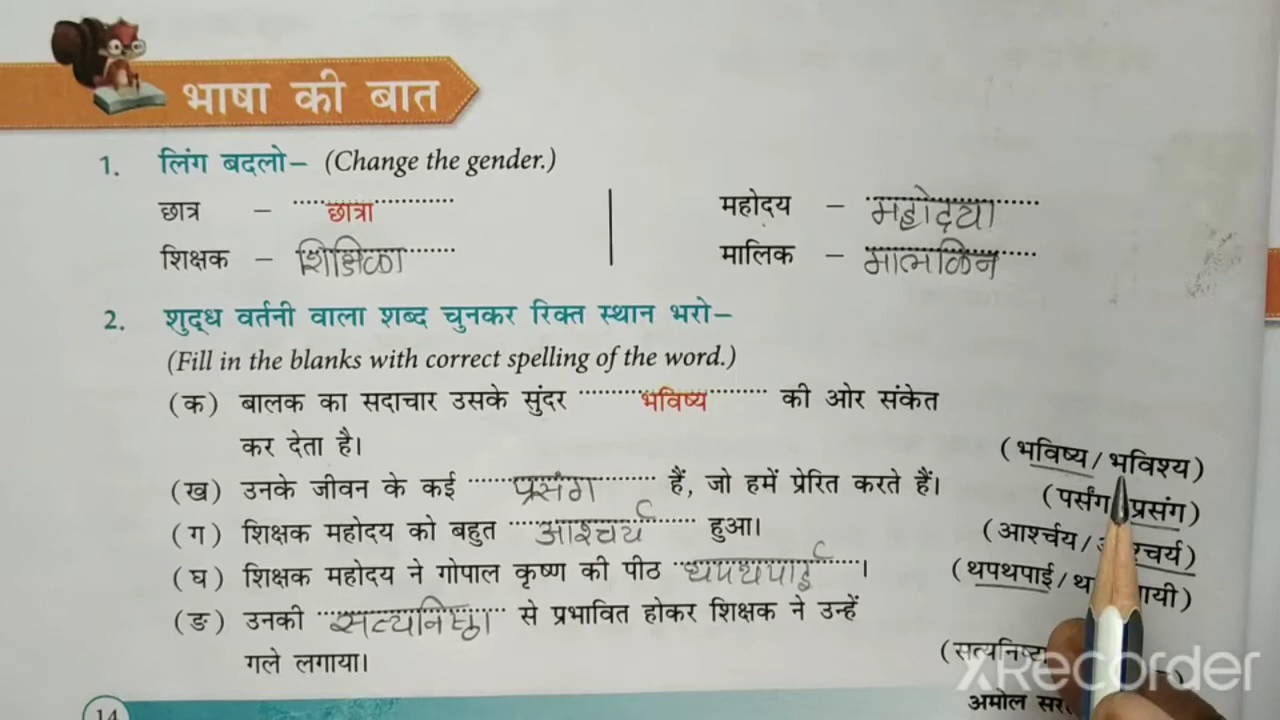 भाषा की बात
1. लिंग बदलो– (Change the gender.)
छात्र – छात्रा महोदय – महोदया
शिक्षक – शिक्षिका मालिक – मालकिन
2. शुद्ध वर्तनी वाला शब्द चुनकर रिक्त स्थान भरो–
(Fill in the blanks with correct spelling of the word.)
(क) बालक का सदाचार उसके सुंदर भविष्य की ओर संकेत
कर देता है। (भविष्य/भविश्य)
(ख) उनके जीवन के कई प्रसंग हैं, जो हमें प्रेरित करते हैं। (पर्संग प्रसंग)
(ग) शिक्षक महोदय को बहुत आश्चर्य हुआ। (आर्श्चय/
(घ) शिक्षक महोदय ने गोपाल कृष्ण की पीठ थपथपाई। (थपथपाई/
(ङ) उनकी सत्यनिष्ठा से प्रभावित होकर शिक्षक ने उन्हें
गले लगाया।
XRecorder
अमोल
14